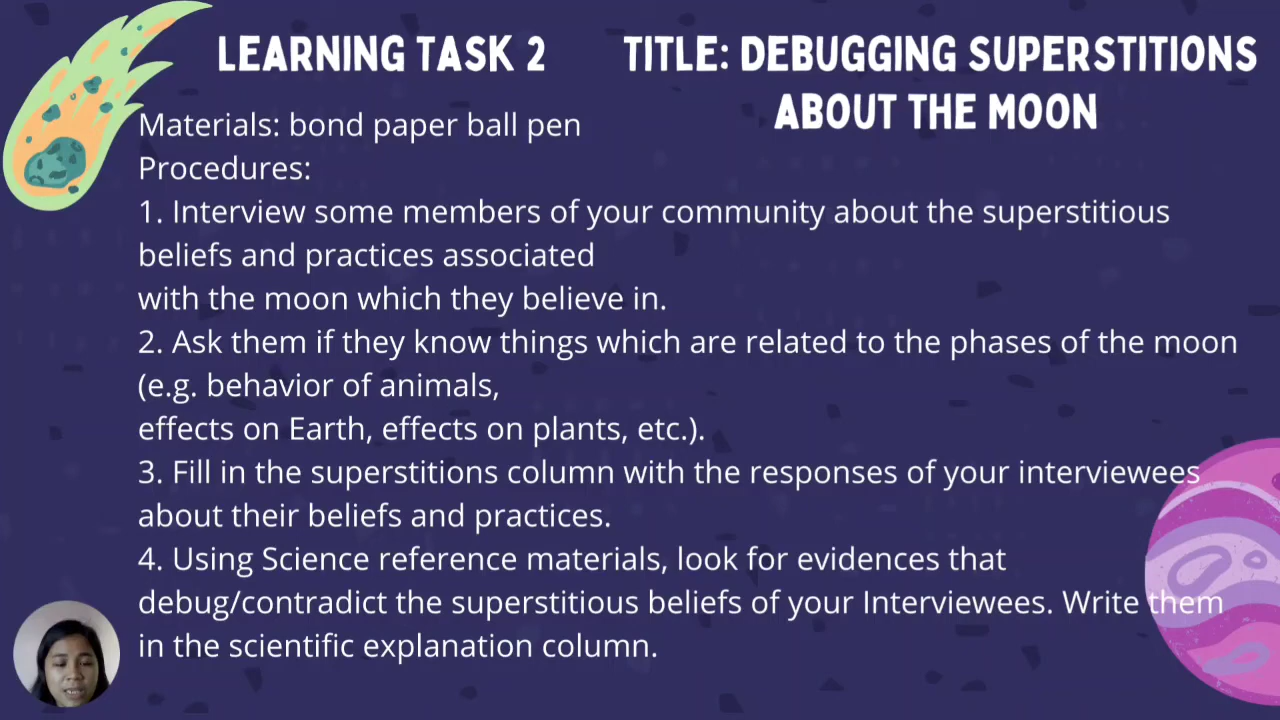 LEARNING TASK 2
TITLE: DEBUGGING SUPERSTITIONS
ABOUT THE MOON
Materials: bond paper ball pen
Procedures:
1. Interview some members of your community about the superstitious
beliefs and practices associated
with the moon which they believe in.
2. Ask them if they know things which are related to the phases of the moon
(e.g. behavior of animals,
effects on Earth, effects on plants, etc.).
3. Fill in the superstitions column with the responses of your interviewees
about their beliefs and practices.
4. Using Science reference materials, look for evidences that
debug/contradict the superstitious beliefs of your Interviewees. Write them
in the scientific explanation column.